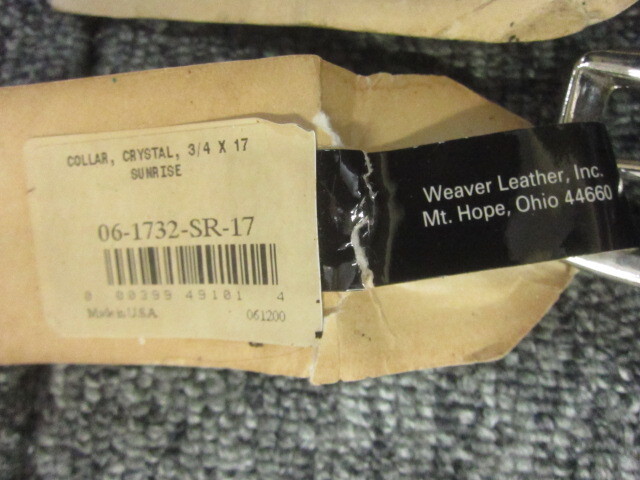 COLLAR, CRYSTAL, 3/4 X 17
SUNRISE
06-1732-SR-17
0 00399 49101 4
Made in U.S.A. 061200
Weaver Leather, Inc.
Mt. Hope, Ohio 44660